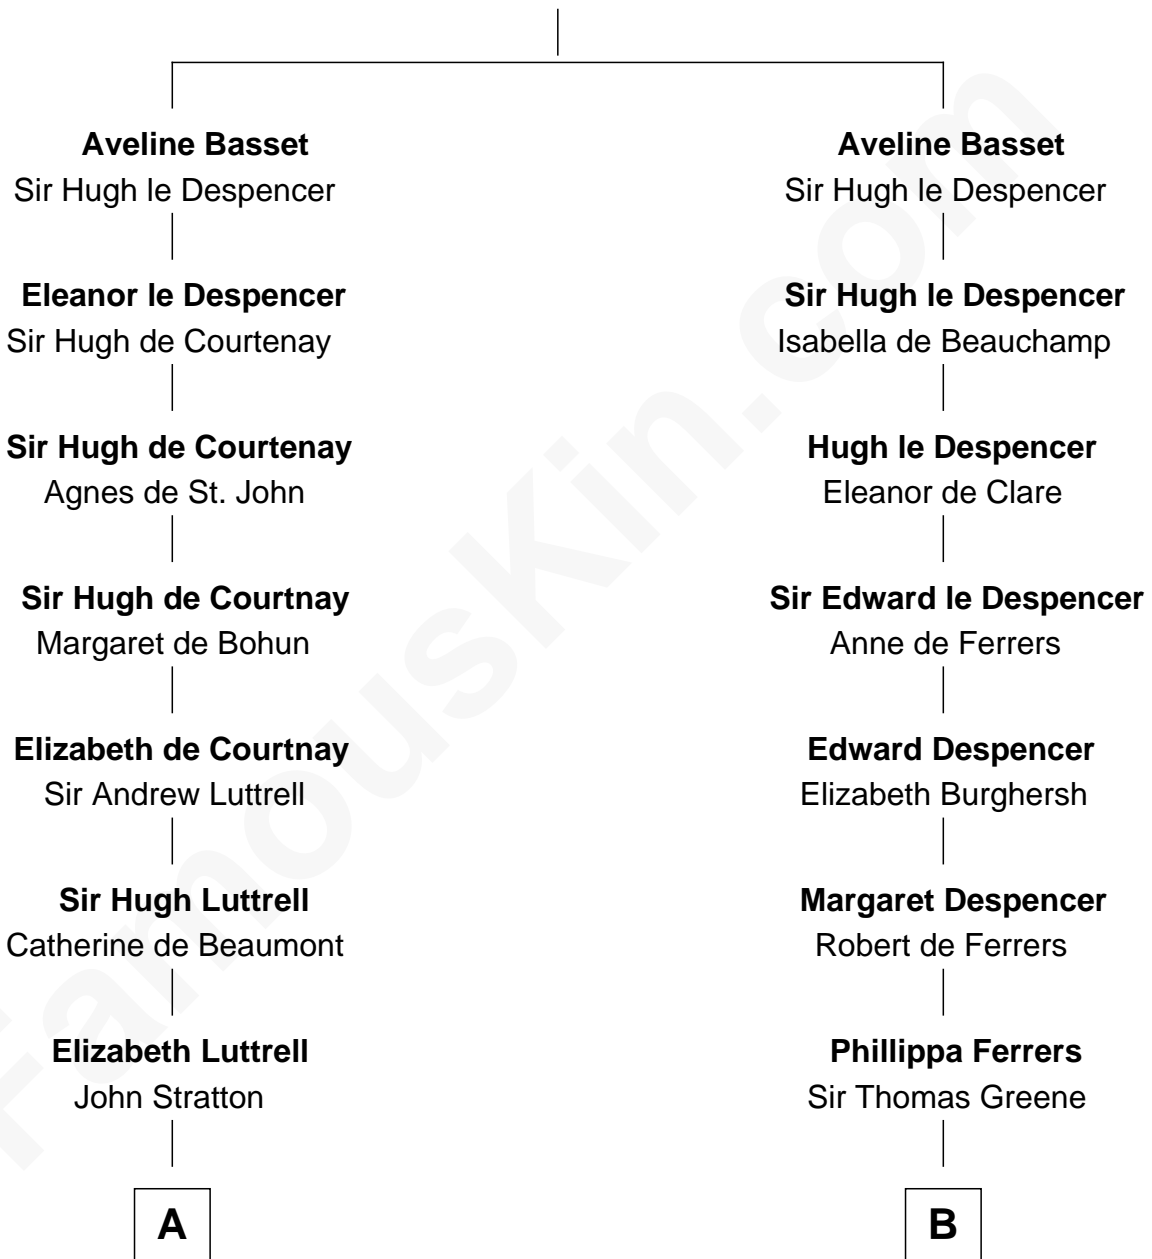 Aveline Basset
Sir Hugh le Despencer
Eleanor le Despencer
Sir Hugh de Courtenay
Sir Hugh de Courtenay
Agnes de St. John
Sir Hugh de Courtnay
Margaret de Bohun
Elizabeth de Courtnay
Sir Andrew Luttrell
Sir Hugh Luttrell
Catherine de Beaumont
Elizabeth Luttrell
John Stratton
A
Aveline Basset
Sir Hugh le Despencer
Sir Hugh le Despencer
Isabella de Beauchamp
Hugh le Despencer
Eleanor de Clare
Sir Edward le Despencer
Anne de Ferrers
Edward Despencer
Elizabeth Burghersh
Margaret Despencer
Robert de Ferrers
Phillippa Ferrers
Sir Thomas Greene
B
FamousKin.com